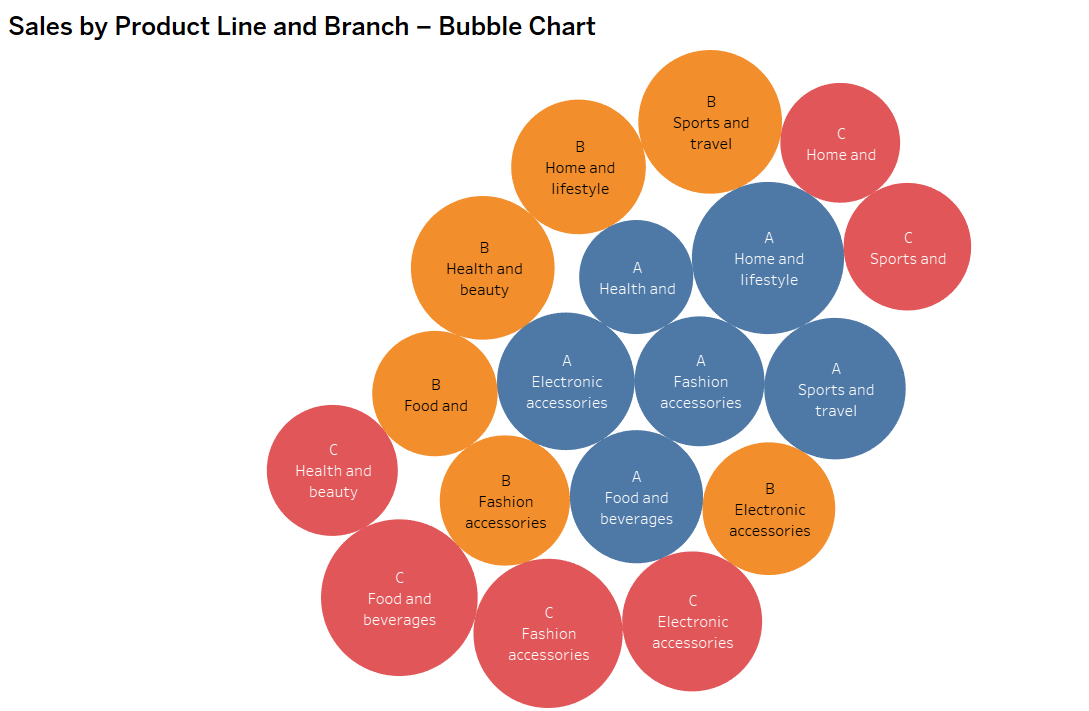 Sales by Product Line and Branch – Bubble Chart
B
Sports and
travel
C
Home and
B
Home and
lifestyle
A
Home and
lifestyle
C
Sports and
B
Health and
beauty
A
Health and
A
Electronic
accessories
A
Fashion
accessories
A
Sports and
travel
B
Food and
C
Health and
beauty
B
Fashion
accessories
A
Food and
beverages
B
Electronic
accessories
C
Food and
beverages
C
Fashion
accessories
C
Electronic
accessories